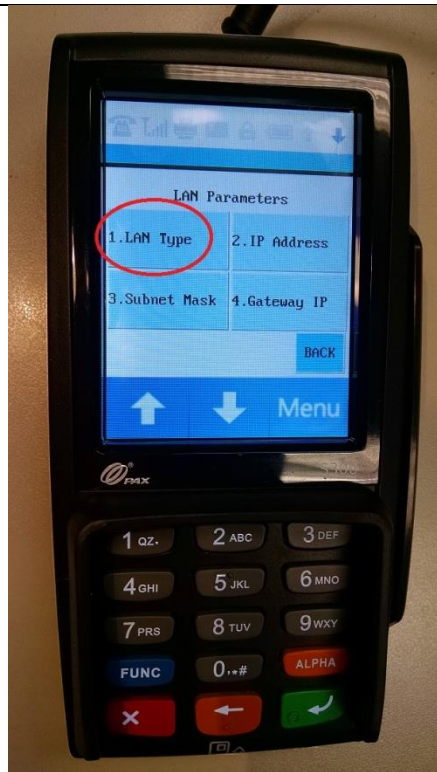 LAN Parameters
1.LAN Type 2.IP Address
3.Subnet Mask 4.Gateway IP
BACK
Menu
PAX
1 QZ. 2 ABC 3 DEF
4 GHI 5 JKL 6 MNO
7 PRS 8 TUV 9 WXY
FUNC 0,*# ALPHA